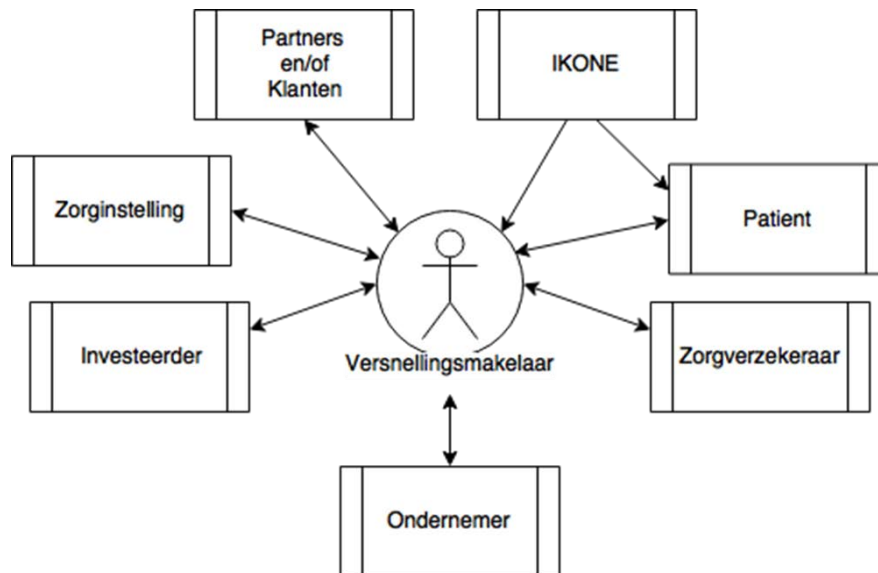 Partners
en/of
Klanten
IKONE
Zorginstelling
Patient
Investeerder
Versnellingsmakelaar
Zorgverzekeraar
Ondernemer